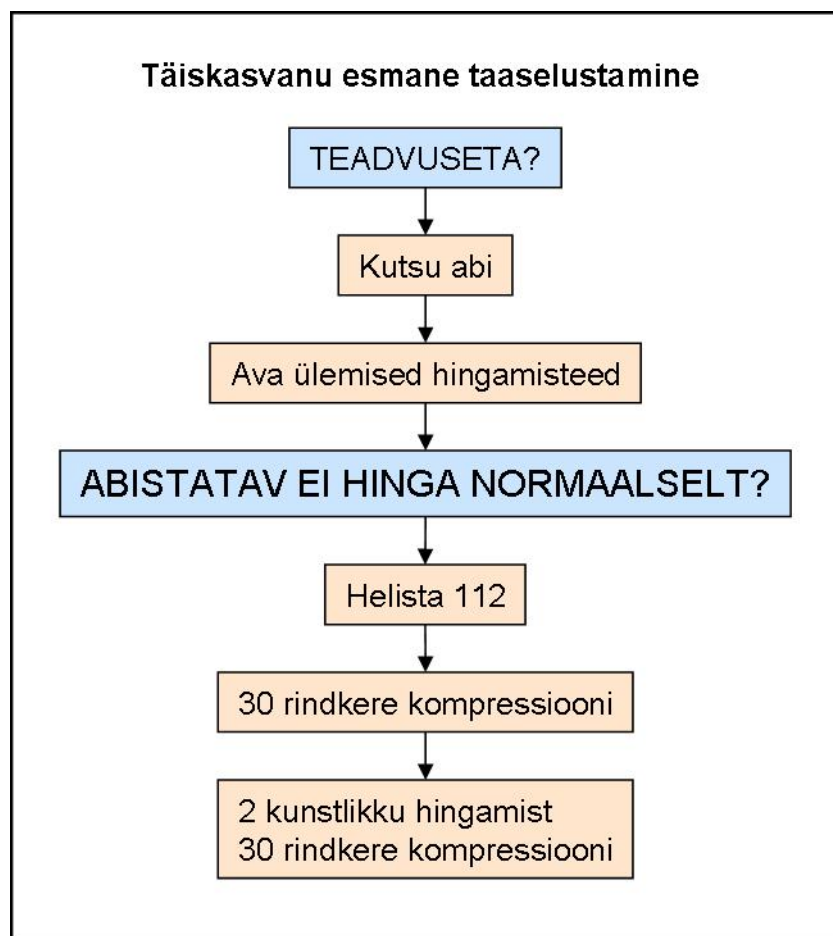 Täiskasvanu esmane taaselustamine
TEADVUSETA?
Kutsu abi
Ava ülemised hingamisteed
ABISTATAV EI HINGA NORMAALSELT?
Helista 112
30 rindkere kompressiooni
2 kunstlikku hingamist
30 rindkere kompressiooni